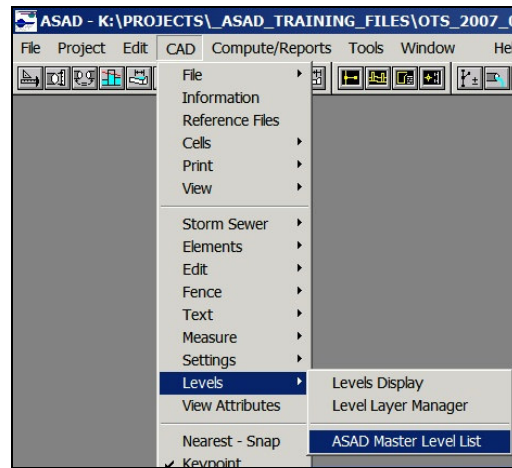 ASAD - K:\PROJECTS\_ASAD_TRAINING_FILES\OTS_2007_
File Project Edit CAD Compute/Reports Tools Window He
File
Information
Reference Files
Cells
Print
View
Storm Sewer
Elements
Edit
Fence
Text
Measure
Settings
Levels
Levels Display
View Attributes
Level Layer Manager
Nearest - Snap
ASAD Master Level List
Keypoint